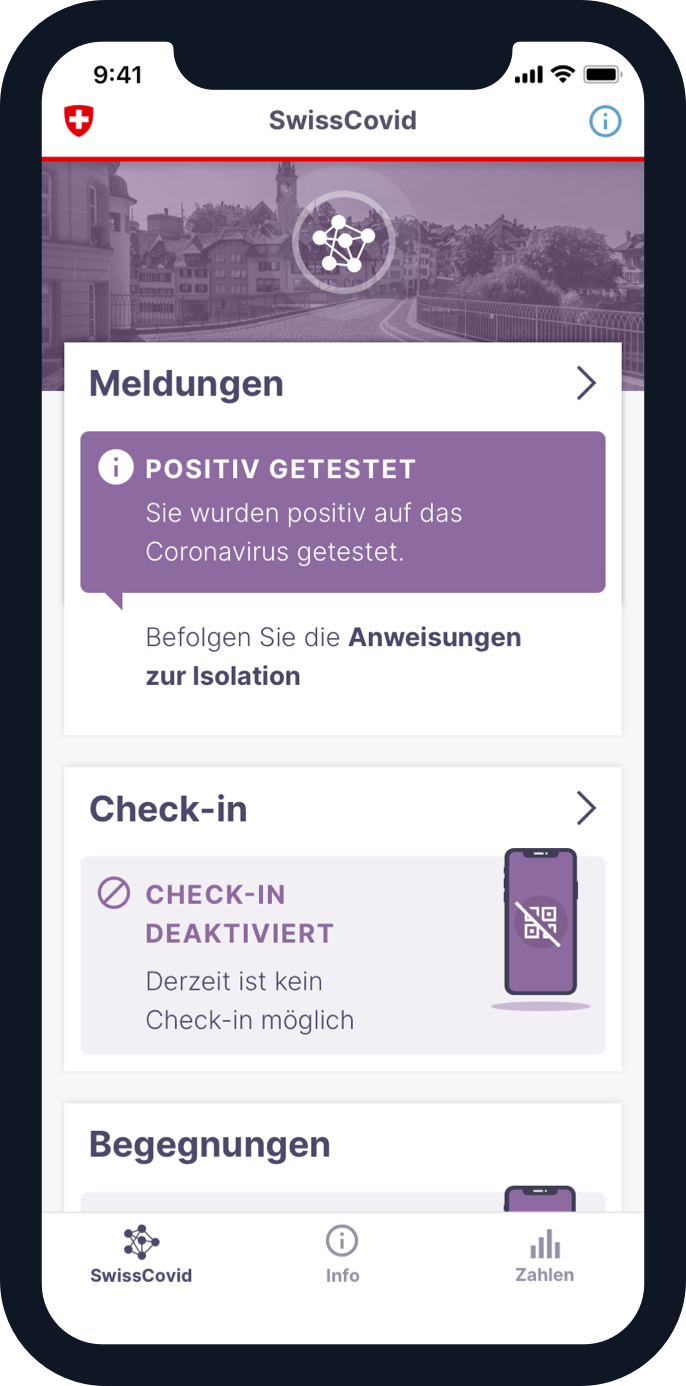 9:41
SwissCovid
Meldungen
POSITIV GETESTET
Sie wurden positiv auf das
Coronavirus getestet.
Befolgen Sie die Anweisungen
zur Isolation
Check-in
CHECK-IN
DEAKTIVIERT
Derzeit ist kein
Check-in möglich
Begegnungen
SwissCovid
Info
Zahlen